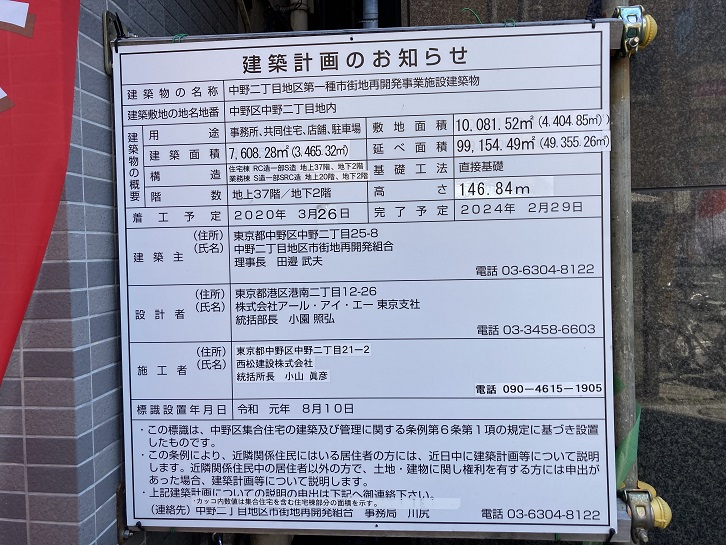 建築計画のお知らせ
建築物の名称 中野二丁目地区第一種市街地再開発事業施設建築物
建築敷地の地名地番 中野区中野二丁目地内
建築物の概要
用途 事務所、共同住宅、店舗、駐車場 敷地面積 10,081.52㎡(4.404.85㎡)
建築面積 7,608.28㎡(3.465.32㎡) 延べ面積 99,154.49㎡(49.355.26㎡)
構造 住宅棟 RC造一部S造 地上37階、地下2階 基礎工法 直接基礎
業務棟 S造一部SRC造 地上20階、地下2階
階数 地上37階/地下2階 高さ 146.84m
着工予定 2020年 3月26日 完了予定 2024年 2月29日
建築主 (住所) 東京都中野区中野二丁目25-8
(氏名) 中野二丁目地区市街地再開発組合
理事長 田邉 武夫
電話 03-6304-8122
設計者 (住所) 東京都港区港南二丁目12-26
(氏名) 株式会社アール・アイ・エー 東京支社
統括部長 小園 照弘
電話 03-3458-6603
施工者 (住所) 東京都中野区中野二丁目21-2
(氏名) 西松建設株式会社
統括所長 小山 眞彦
電話 090-4615-1905
標識設置年月日 令和 元年 8月10日
・この標識は、中野区集合住宅の建築及び管理に関する条例第6条第1項の規定に基づき設置
したものです。
・この条例により、近隣関係住民にはいる居住者の方には、近日中に建築計画等について説明
します。近隣関係住民中の居住者以外の方で、土地・建物に関し権利を有する方には申出が
あった場合、建築計画等について説明します。
・上記建築計画についての説明の申出は下記へ御連絡下さい。
・カッコ内数値は集合住宅を含む住宅棟部分の面積を示す。
(連絡先) 中野二丁目地区市街地再開発組合 事務局 川尻 電話 03-6304-8122